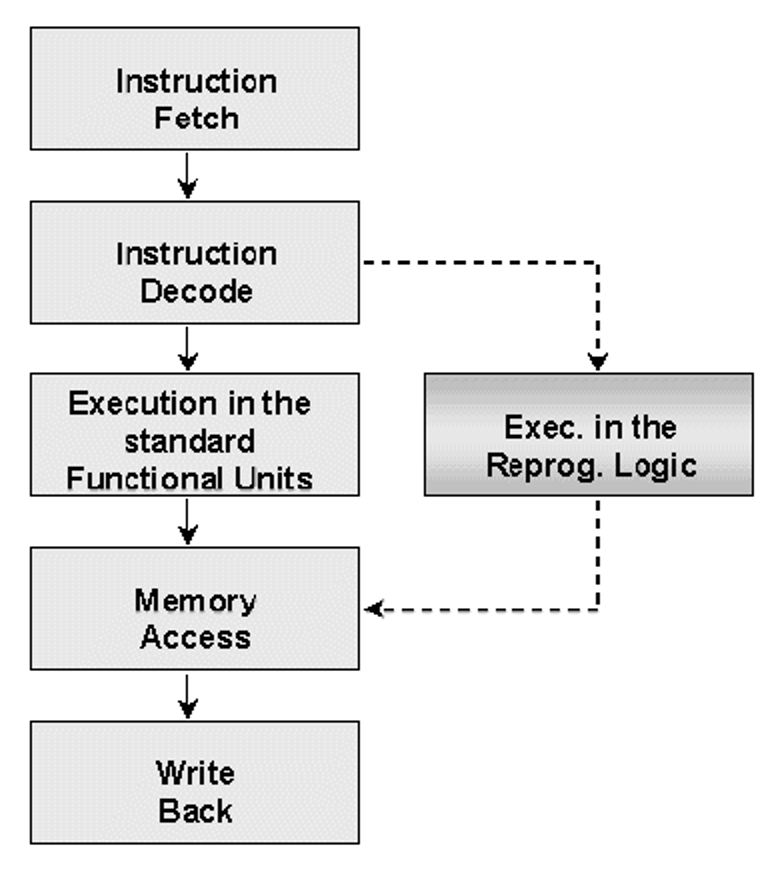 Instruction
Fetch
Instruction
Decode
Execution in the
standard
Functional Units
Exec. in the
Reprog. Logic
Memory
Access
Write
Back